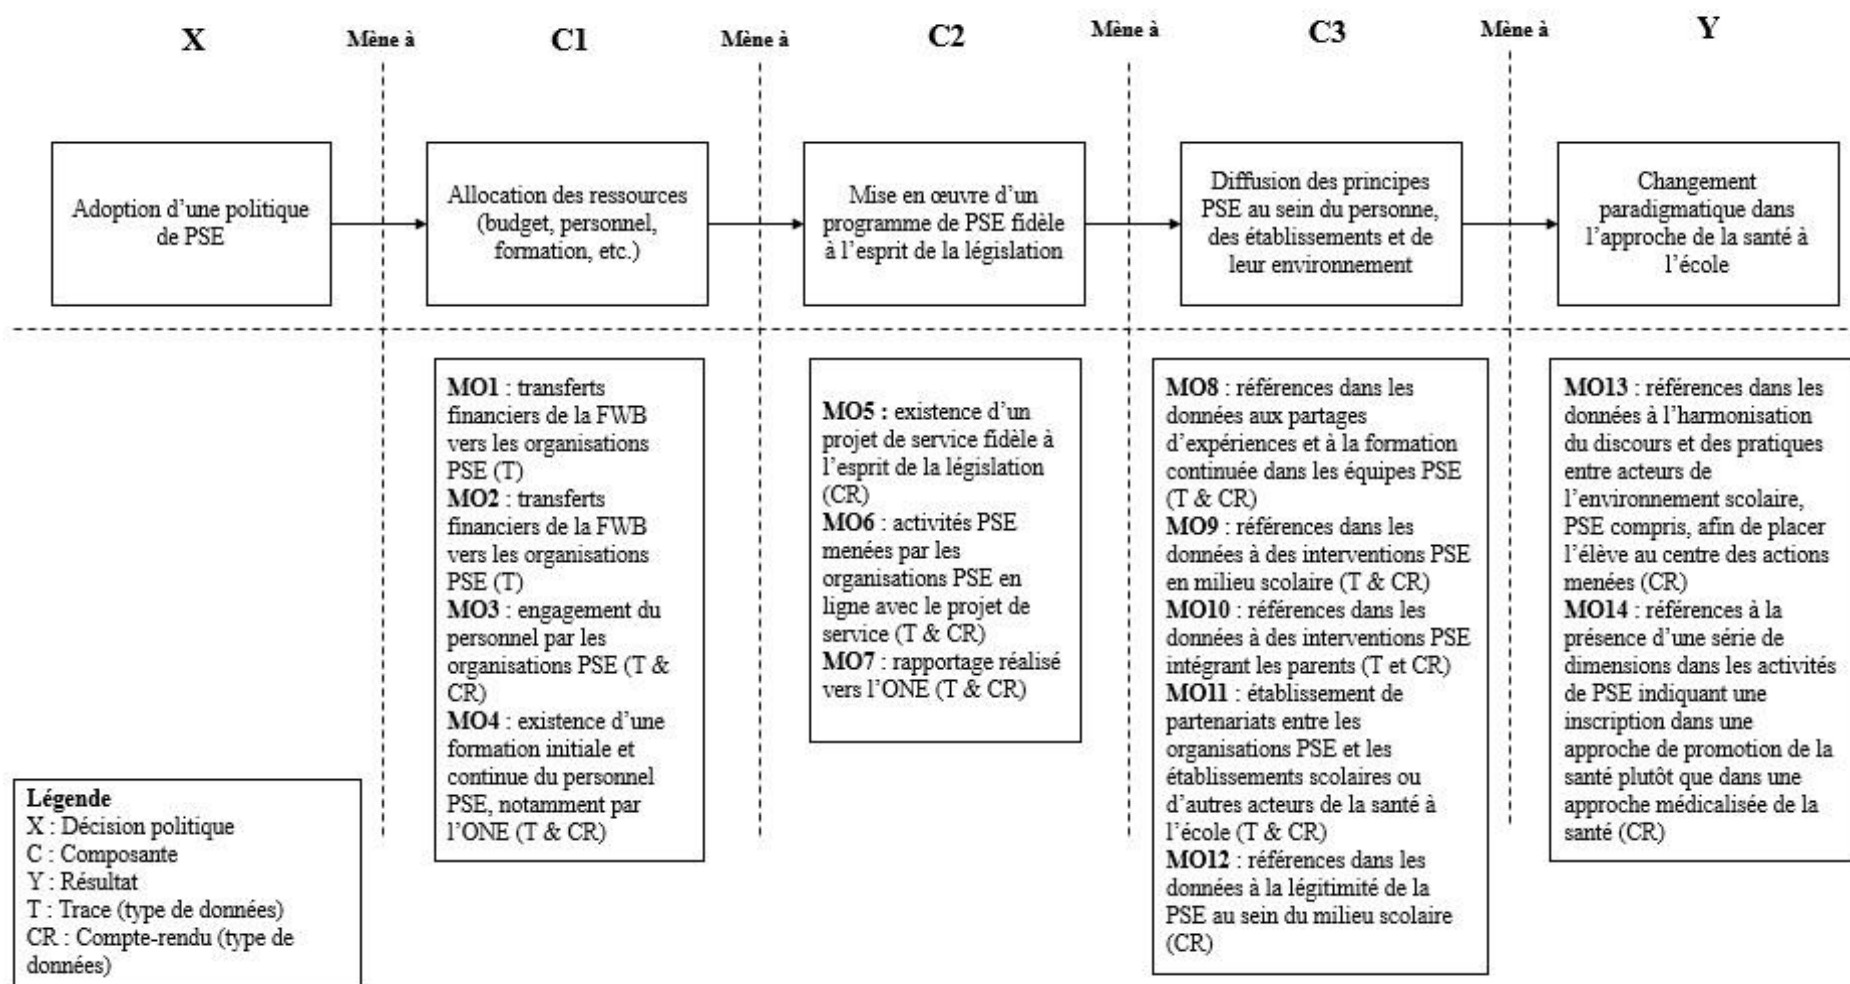 X
Mène à
C1
Mène à
C2
Mène à
C3
Mène à
Y
Adoption d’une politique
de PSE
Allocation des ressources
(budget, personnel,
formation, etc.)
Mise en œuvre d’un
programme de PSE fidèle
à l’esprit de la législation
Diffusion des principes
PSE au sein du personne,
des établissements et de
leur environnement
Changement
paradigmatique dans
l’approche de la santé à
l’école
MO1 : transferts
financiers de la FWB
vers les organisations
PSE (T)
MO2 : transferts
financiers de la FWB
vers les organisations
PSE (T)
MO3 : engagement du
personnel par les
organisations PSE (T &
CR)
MO4 : existence d’une
formation initiale et
continue du personnel
PSE, notamment par
l’ONE (T & CR)
MO5 : existence d’un
projet de service fidèle à
l’esprit de la législation
(CR)
MO6 : activités PSE
menées par les
organisations PSE en
ligne avec le projet de
service (T & CR)
MO7 : rapportage réalisé
vers l’ONE (T & CR)
MO8 : références dans les
données aux partages
d’expériences et à la formation
continuée dans les équipes PSE
(T & CR)
MO9 : références dans les
données à des interventions PSE
en milieu scolaire (T & CR)
MO10 : références dans les
données à des interventions PSE
intégrant les parents (T et CR)
MO11 : établissement de
partenariats entre les
organisations PSE et les
établissements scolaires ou
d’autres acteurs de la santé à
l’école (T & CR)
MO12 : références dans les
données à la légitimité de la
PSE au sein du milieu scolaire
(CR)
MO13 : références dans les
données à l’harmonisation
du discours et des pratiques
entre acteurs de
l’environnement scolaire,
PSE compris, afin de placer
l’élève au centre des actions
menées (CR)
MO14 : références à la
présence d’une série de
dimensions dans les activités
de PSE indiquant une
inscription dans une
approche de promotion de la
santé plutôt que dans une
approche médicalisée de la
santé (CR)
Légende
X : Décision politique
C : Composante
Y : Résultat
T : Trace (type de données)
CR : Compte-rendu (type de
données)